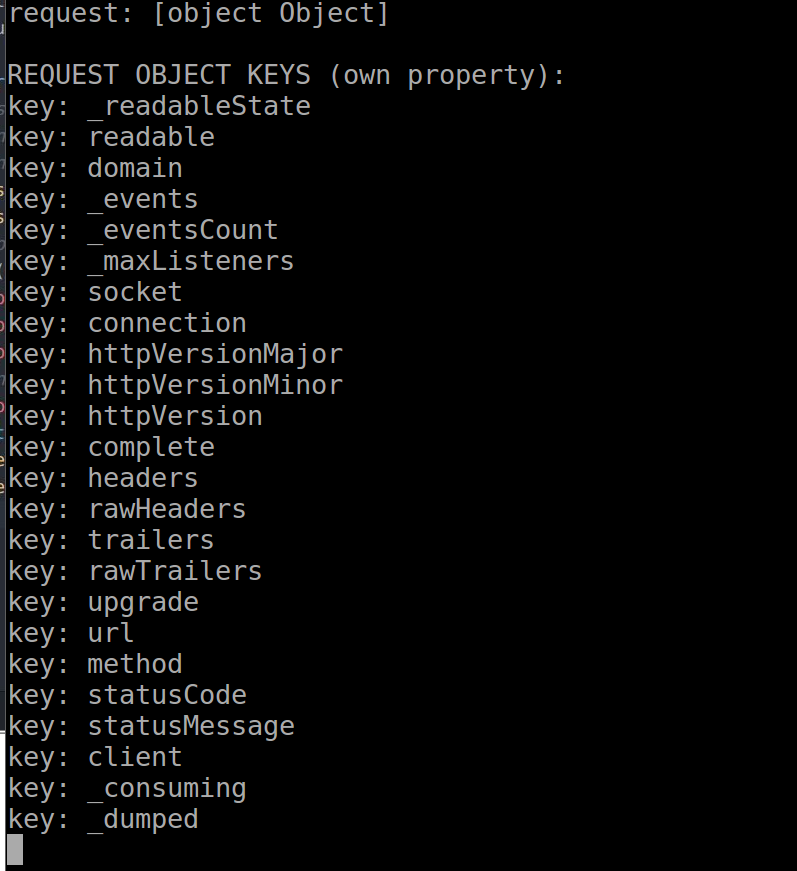 request: [object Object]
REQUEST OBJECT KEYS (own property):
key: _readableState
key: readable
key: domain
key: _events
key: _eventsCount
key: _maxListeners
key: socket
key: connection
key: httpVersionMajor
key: httpVersionMinor
key: httpVersion
key: complete
key: headers
key: rawHeaders
key: trailers
key: rawTrailers
key: upgrade
key: url
key: method
key: statusCode
key: statusMessage
key: client
key: _consuming
key: _dumped